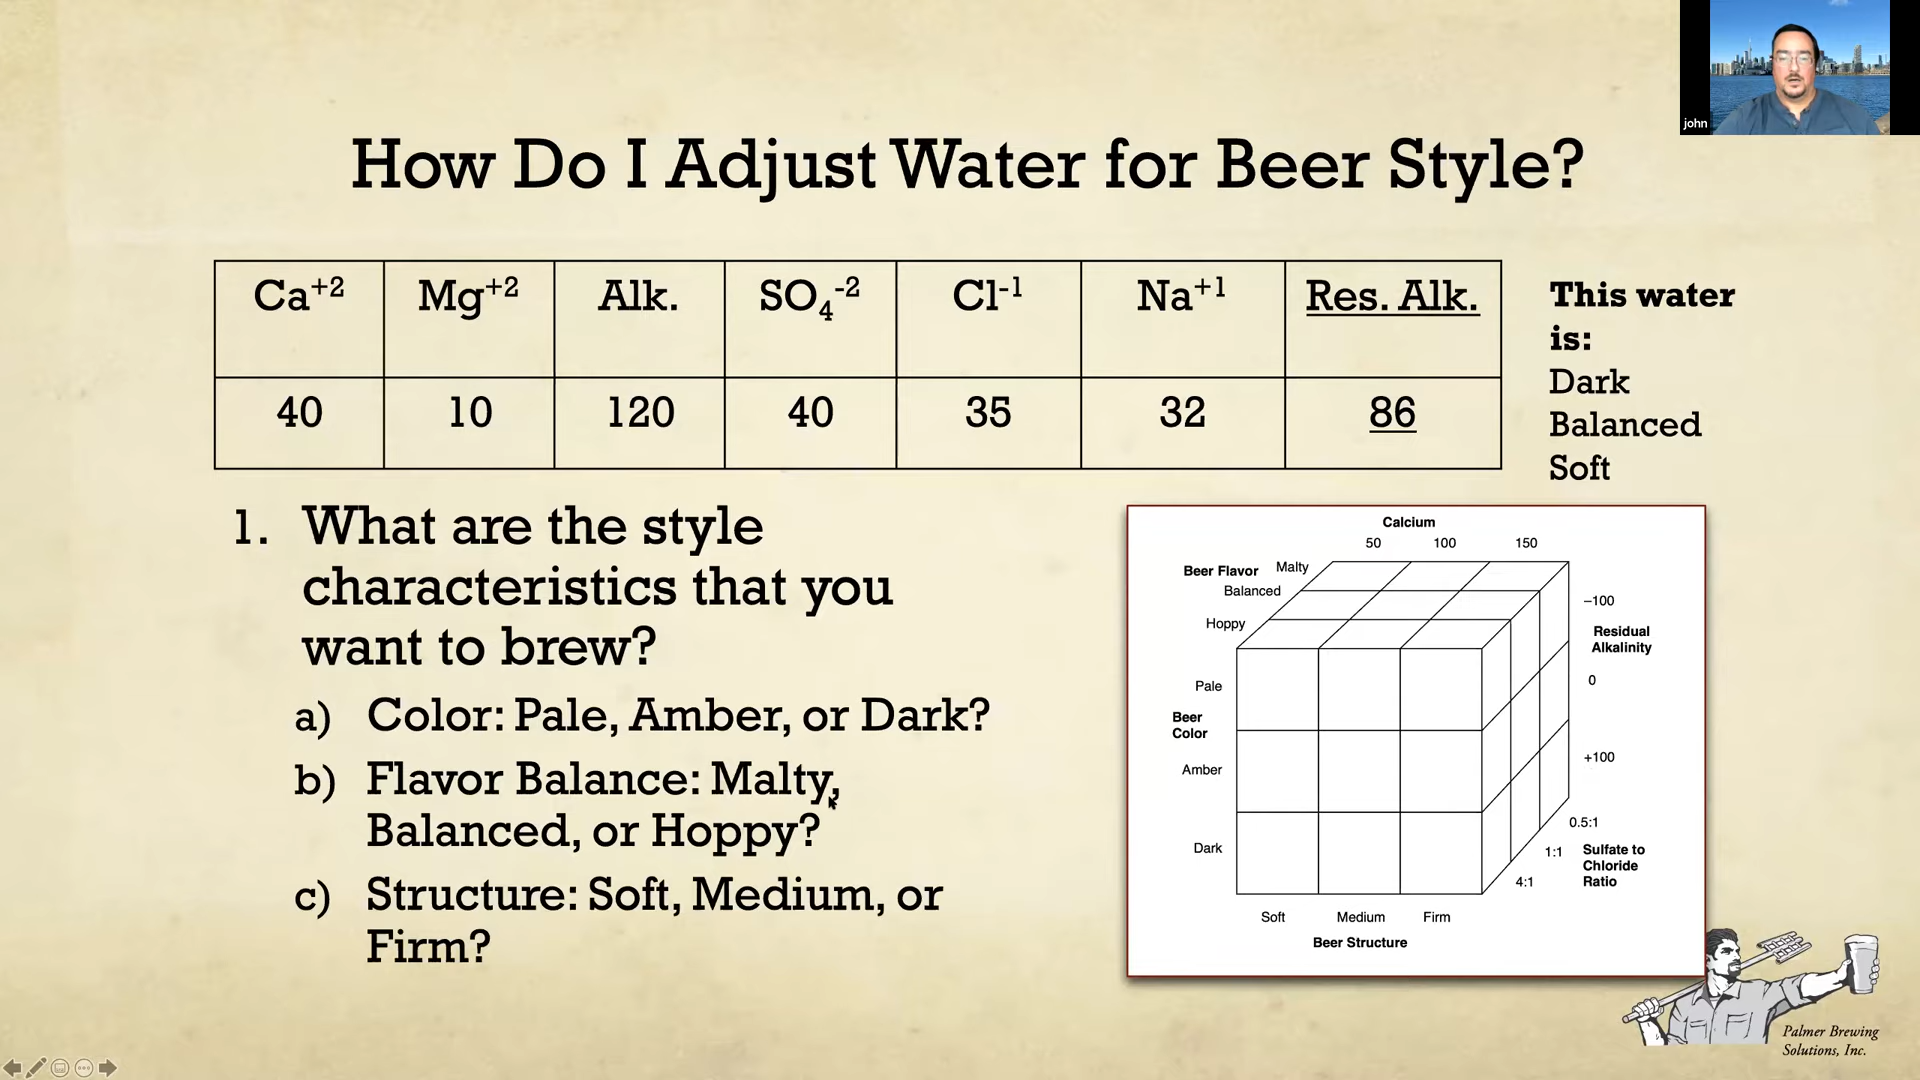 john
How Do I Adjust Water for Beer Style?
Ca+2 Mg+2 Alk. SO4-2 Cl-1 Na+1 Res. Alk.
40 10 120 40 35 32 86
This water
is:
Dark
Balanced
Soft
1. What are the style
characteristics that you
want to brew?
a) Color: Pale, Amber, or Dark?
b) Flavor Balance: Malty,
Balanced, or Hoppy?
c) Structure: Soft, Medium, or
Firm?
Calcium
50 100 150
Beer Flavor Malty
Balanced
Hoppy
Pale
Beer
Color
Amber
Dark
–100
Residual
Alkalinity
0
+100
0.5:1
1:1
4:1
Sulfate to
Chloride
Ratio
Soft Medium Firm
Beer Structure
Palmer Brewing
Solutions, Inc.